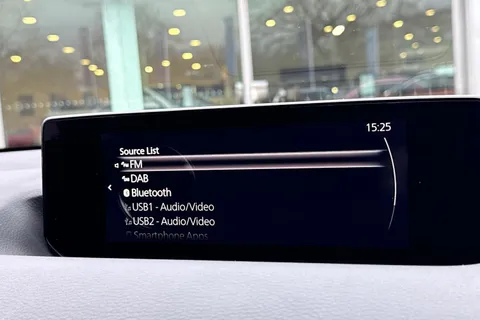 15:25
Source List
FM
DAB
Bluetooth
USB1 - Audio/Video
USB2 - Audio/Video
Smartphone Apps